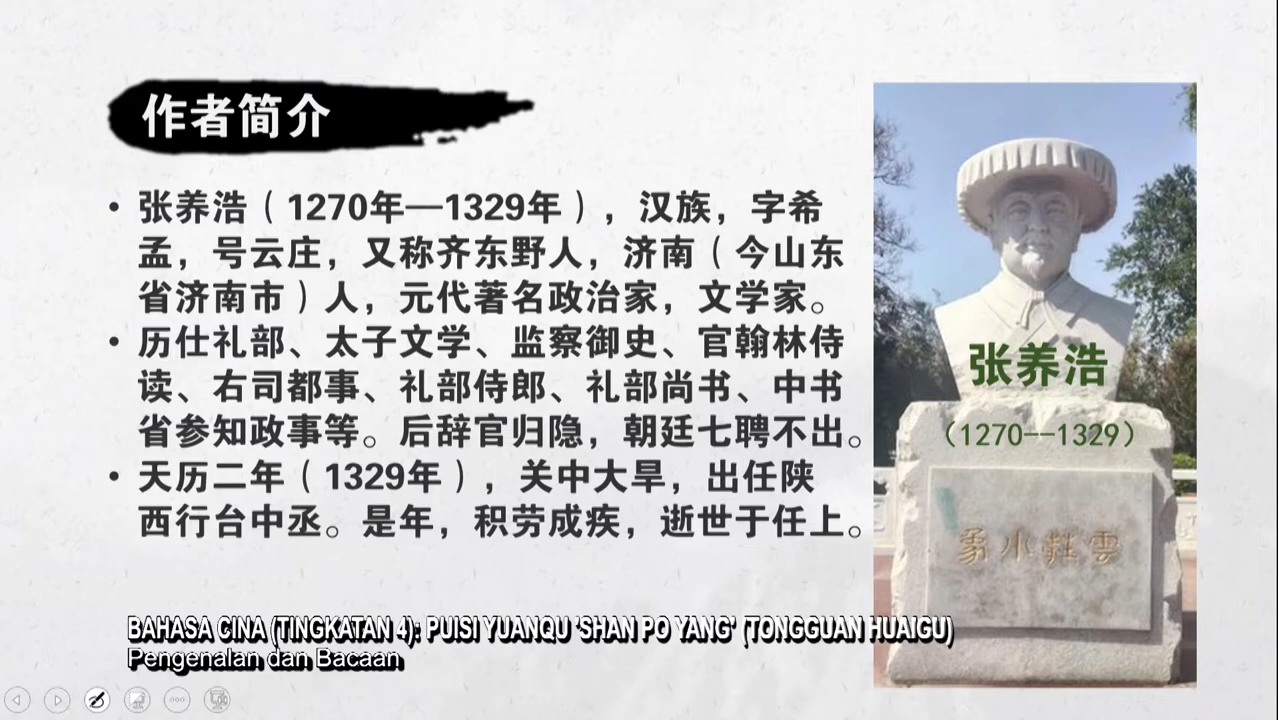 作者简介
• 张养浩（1270年—1329年），汉族，字希
孟，号云庄，又称齐东野人，济南（今山东
省济南市）人，元代著名政治家，文学家。
• 历仕礼部、太子文学、监察御史、官翰林侍
读、右司都事、礼部侍郎、礼部尚书、中书
省参知政事等。后辞官归隐，朝廷七聘不出。
• 天历二年（1329年），关中大旱，出任陕
西行台中丞。是年，积劳成疾，逝世于任上。
张养浩
（1270--1329）
象小莊雲
BAHASA CINA (TINGKATAN 4): PUISI YUANQU 'SHAN PO YANG' (TONGGUAN HUAIGU)
Pengenalan dan Bacaan